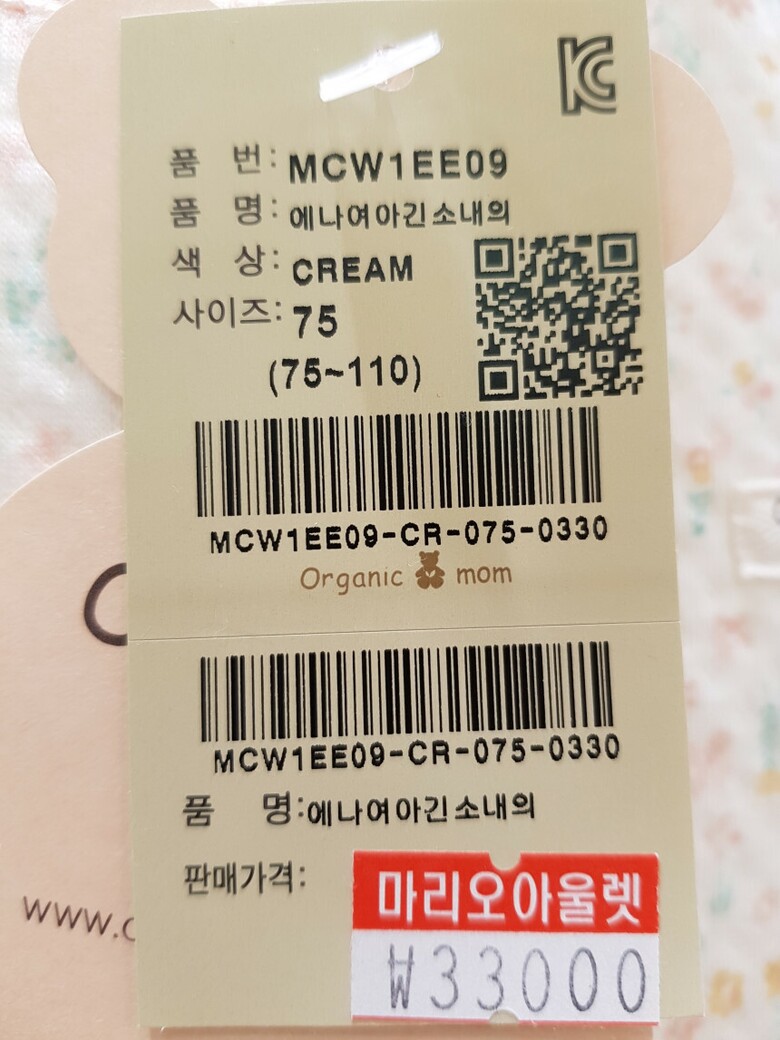 KC
품 번: MCW1EE09
품 명: 에나여아긴소내의
색 상: CREAM
사이즈: 75
(75~110)
MCW1EE09-CR-075-0330
Organic mom
MCW1EE09-CR-075-0330
품 명:에나여아긴소내의
판매가격:
마리오아울렛
₩33000
www.